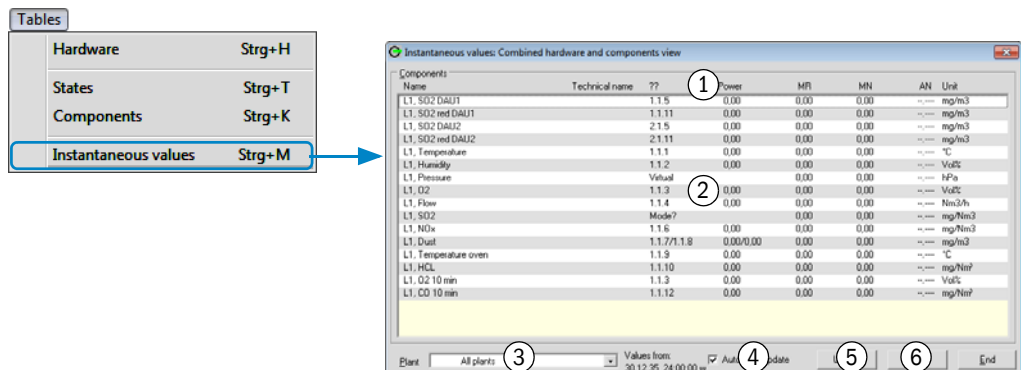 Tables
Hardware Strg+H
States Strg+T
Components Strg+K
Instantaneous values Strg+M
Instantaneous values: Combined hardware and components view
Components
Name Technical name ?? 1 Power MR MN AN Unit
L1, SO2 DAU1 1.1.5 0,00 0,00 0,00 --,---- mg/m3
L1, SO2 red DAU1 1.1.11 0,00 0,00 0,00 --,---- mg/m3
L1, SO2 DAU2 2.1.5 0,00 0,00 0,00 --,---- mg/m3
L1, SO2 red DAU2 2.1.11 0,00 0,00 0,00 --,---- mg/m3
L1, Temperature 1.1.1 0,00 0,00 0,00 --,---- °C
L1, Humidity 1.1.2 0,00 0,00 0,00 --,---- Vol%
L1, Pressure Virtual 0,00 0,00 --,---- hPa
L1, O2 1.1.3 2 0,00 0,00 0,00 --,---- Vol%
L1, Flow 1.1.4 0,00 0,00 0,00 --,---- Nm3/h
L1, SO2 Mode? 0,00 0,00 --,---- mg/Nm3
L1, NOx 1.1.6 0,00 0,00 0,00 --,---- mg/Nm3
L1, Dust 1.1.7/1.1.8 0,00/0,00 0,00 0,00 --,---- mg/m3
L1, Temperature oven 1.1.9 0,00 0,00 0,00 --,---- °C
L1, HCL 1.1.10 0,00 0,00 0,00 --,---- mg/Nm³
L1, O2 10 min 1.1.3 0,00 0,00 0,00 --,---- Vol%
L1, CO 10 min 1.1.12 0,00 0,00 0,00 --,---- mg/Nm³
Plant All plants 3 Values from: 4 5 6 End
30.12.35, 24:00:00